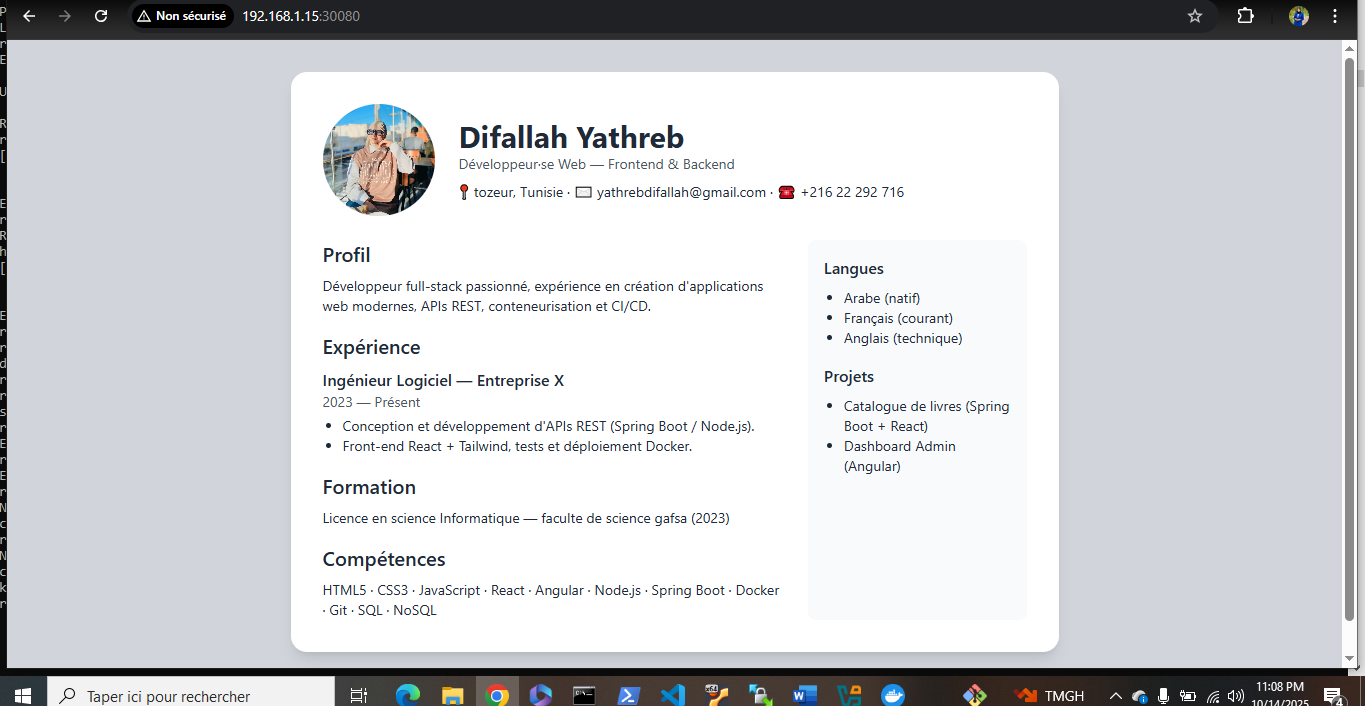 Non sécurisé 192.168.1.15:30080
Difallah Yathreb
Développeur·se Web — Frontend & Backend
tozeur, Tunisie · yathrebdifallah@gmail.com · +216 22 292 716
Profil
Développeur full-stack passionné, expérience en création d'applications
web modernes, APIs REST, conteneurisation et CI/CD.
Expérience
Ingénieur Logiciel — Entreprise X
2023 — Présent
• Conception et développement d'APIs REST (Spring Boot / Node.js).
• Front-end React + Tailwind, tests et déploiement Docker.
Formation
Licence en science Informatique — faculte de science gafsa (2023)
Compétences
HTML5 · CSS3 · JavaScript · React · Angular · Node.js · Spring Boot · Docker
· Git · SQL · NoSQL
Langues
• Arabe (natif)
• Français (courant)
• Anglais (technique)
Projets
• Catalogue de livres (Spring
Boot + React)
• Dashboard Admin
(Angular)
Taper ici pour rechercher
TMGH
11:08 PM
10/14/2025
4